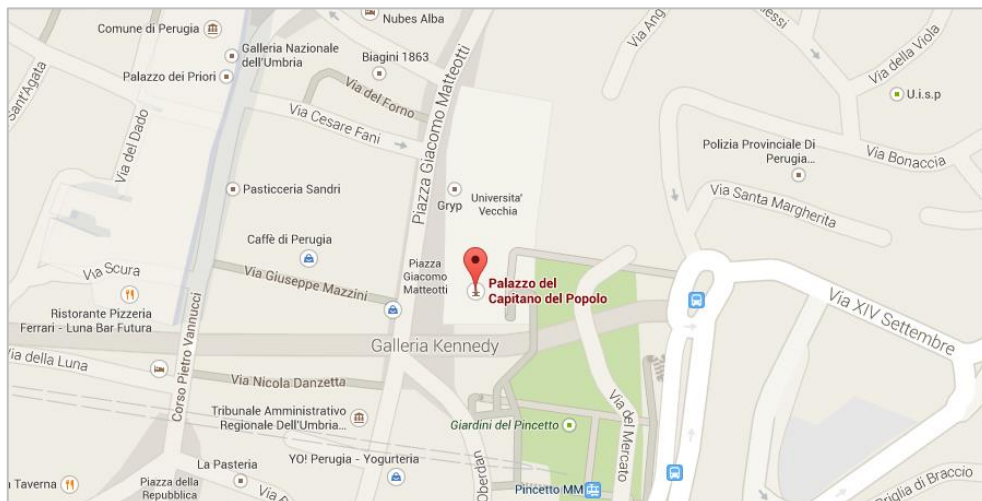 Nubes Alba
Comune di Perugia
Galleria Nazionale
dell'Umbria
Biagini 1863
Palazzo dei Priori
Sant'Agata
Via del Dado
Via del Forno
Via Cesare Fani
Piazza Giacomo Matteotti
Via della Viola
U.i.s.p
Polizia Provinciale Di
Perugia...
Via Bonaccia
Via Santa Margherita
Pasticceria Sandri
Gryp
Universita'
Vecchia
Caffè di Perugia
Via Scura
Via Giuseppe Mazzini
Piazza
Giacomo
Matteotti
Palazzo del
Capitano del Popolo
Ristorante Pizzeria
Ferrari - Luna Bar Futura
Corso Pietro Vannucci
Galleria Kennedy
Via XIV Settembre
Via della Luna
Via Nicola Danzetta
Tribunale Amministrativo
Regionale Dell'Umbria...
Giardini del Pincetto
Via del Mercato
La Pasteria
YO! Perugia - Yogurteria
Oberdan
Taverna
Piazza della
Repubblica
Pincetto MM
Briglia di Braccio